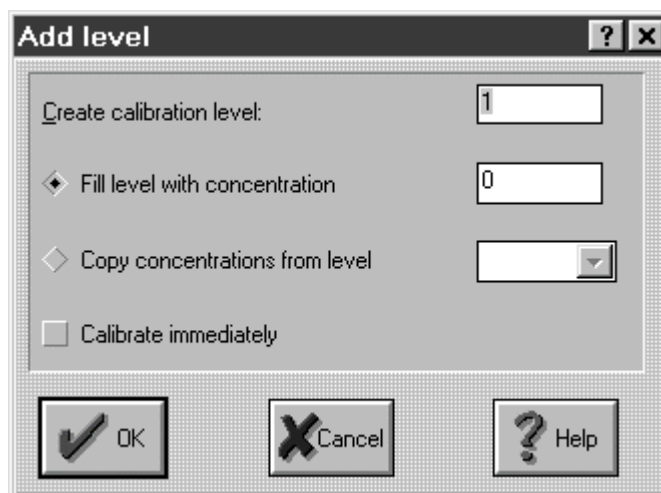 Add level
Create calibration level: 1
Fill level with concentration 0
Copy concentrations from level
Calibrate immediately
OK Cancel Help